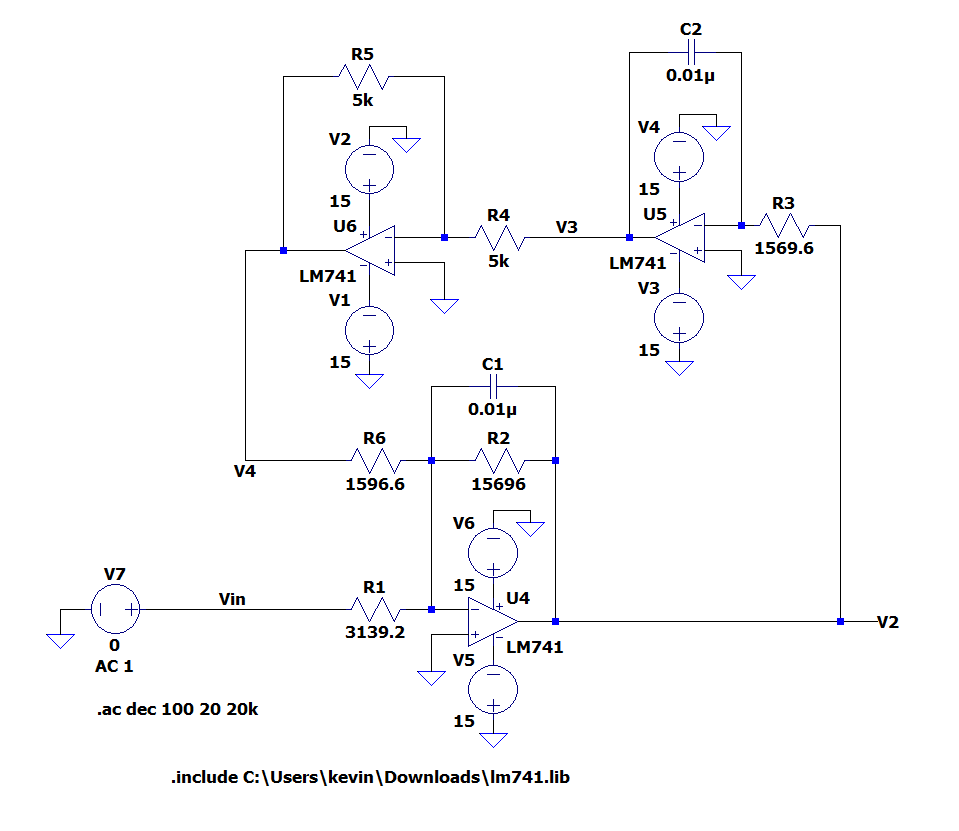 C2
0.01µ
R5
5k
V2
15
U6
LM741
V1
15
R4
5k
V3
V4
15
U5
LM741
V3
15
R3
1569.6
C1
0.01µ
R6
1596.6
R2
15696
V4
V6
15
U4
LM741
V5
15
V2
V7
0
AC 1
Vin
R1
3139.2
.ac dec 100 20 20k
.include C:\Users\kevin\Downloads\lm741.lib